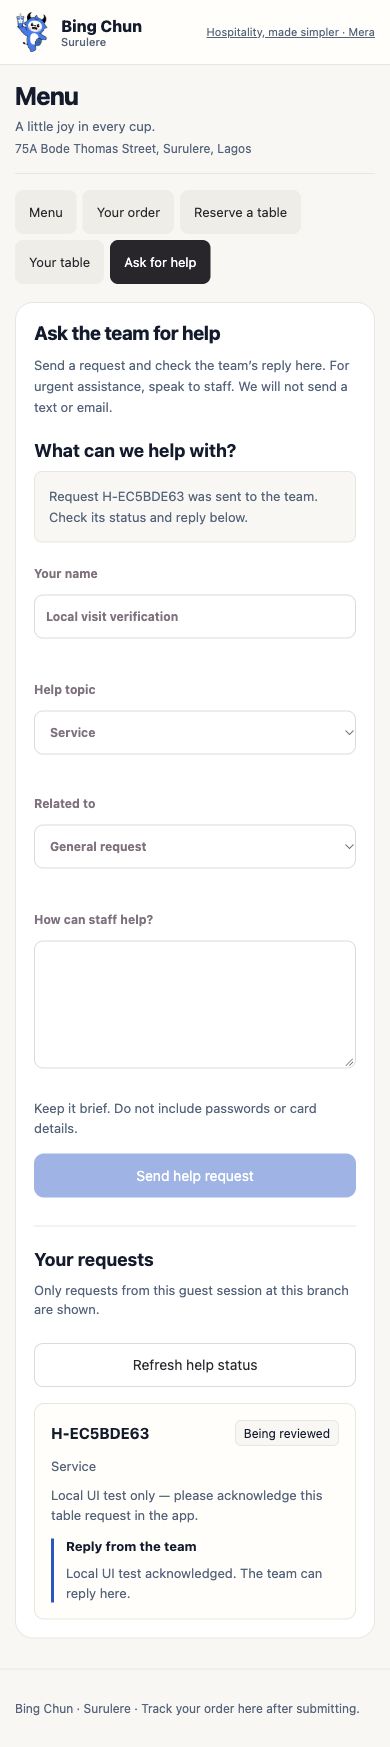 Bing Chun
Surulere
Hospitality, made simpler · Mera
Menu
A little joy in every cup.
75A Bode Thomas Street, Surulere, Lagos
Menu
Your order
Reserve a table
Your table
Ask for help
Ask the team for help
Send a request and check the team’s reply here. For
urgent assistance, speak to staff. We will not send a
text or email.
What can we help with?
Request H-EC5BDE63 was sent to the team.
Check its status and reply below.
Your name
Local visit verification
Help topic
Service
Related to
General request
How can staff help?
Keep it brief. Do not include passwords or card
details.
Send help request
Your requests
Only requests from this guest session at this branch
are shown.
Refresh help status
H-EC5BDE63
Being reviewed
Service
Local UI test only — please acknowledge this
table request in the app.
Reply from the team
Local UI test acknowledged. The team can
reply here.
Bing Chun · Surulere · Track your order here after submitting.